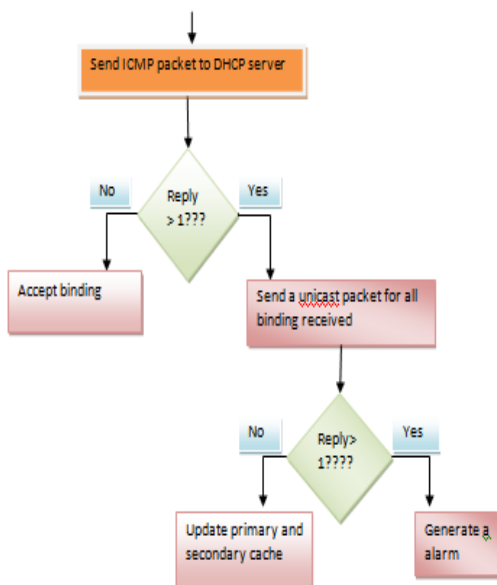 Send ICMP packet to DHCP server
No
Reply
> 1???
Yes
Accept binding
Send a unicast packet for all
binding received
No
Reply>
1????
Yes
Update primary and
secondary cache
Generate a
alarm